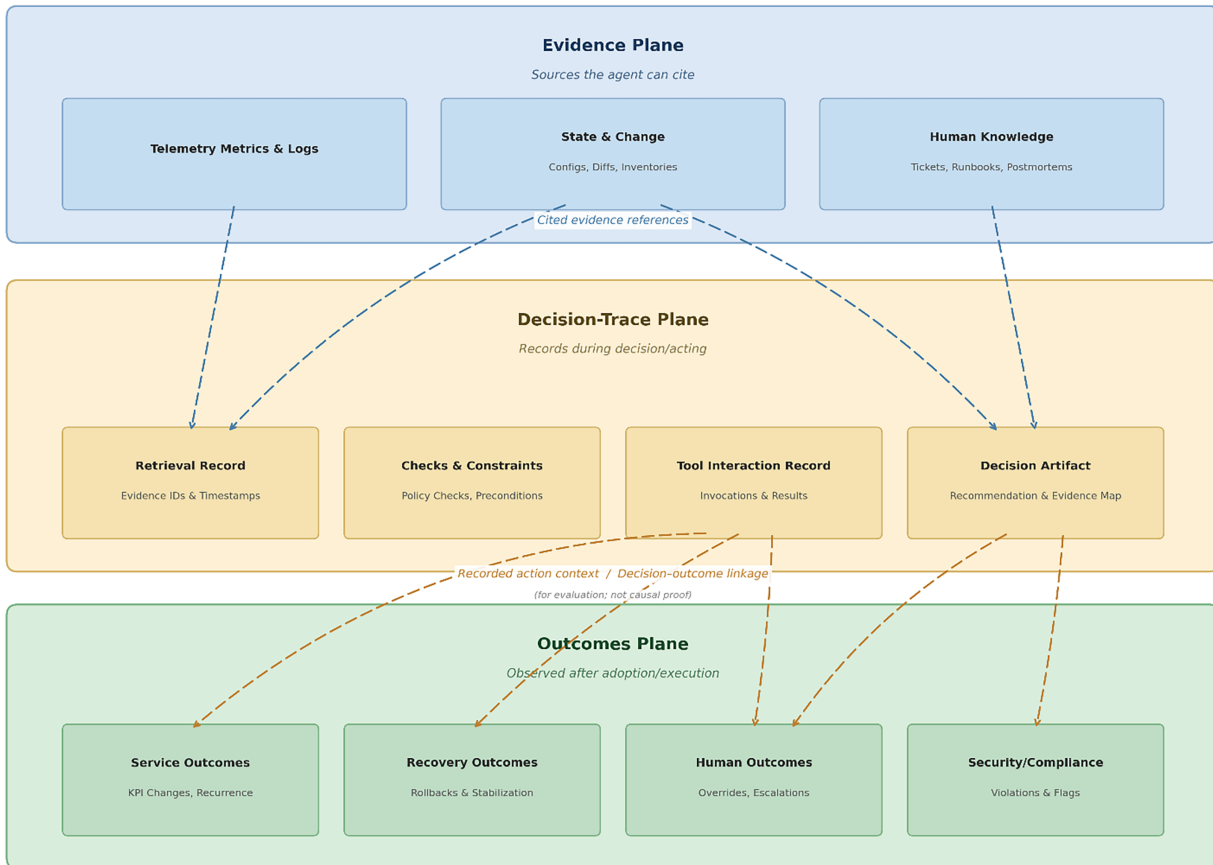 Evidence Plane
Sources the agent can cite
Telemetry Metrics & Logs
State & Change
Configs, Diffs, Inventories
Human Knowledge
Tickets, Runbooks, Postmortems
Cited evidence references
Decision-Trace Plane
Records during decision/acting
Retrieval Record
Evidence IDs & Timestamps
Checks & Constraints
Policy Checks, Preconditions
Tool Interaction Record
Invocations & Results
Decision Artifact
Recommendation & Evidence Map
Recorded action context / Decision–outcome linkage
(for evaluation; not causal proof)
Outcomes Plane
Observed after adoption/execution
Service Outcomes
KPI Changes, Recurrence
Recovery Outcomes
Rollbacks & Stabilization
Human Outcomes
Overrides, Escalations
Security/Compliance
Violations & Flags